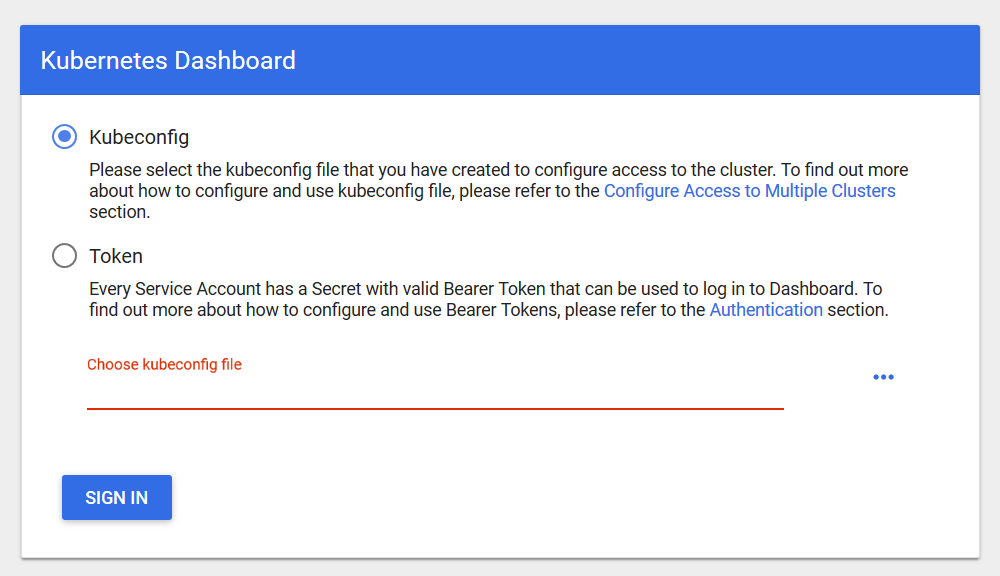 Kubernetes Dashboard
Kubeconfig
Please select the kubeconfig file that you have created to configure access to the cluster. To find out more
about how to configure and use kubeconfig file, please refer to the Configure Access to Multiple Clusters
section.
Token
Every Service Account has a Secret with valid Bearer Token that can be used to log in to Dashboard. To
find out more about how to configure and use Bearer Tokens, please refer to the Authentication section.
Choose kubeconfig file
SIGN IN